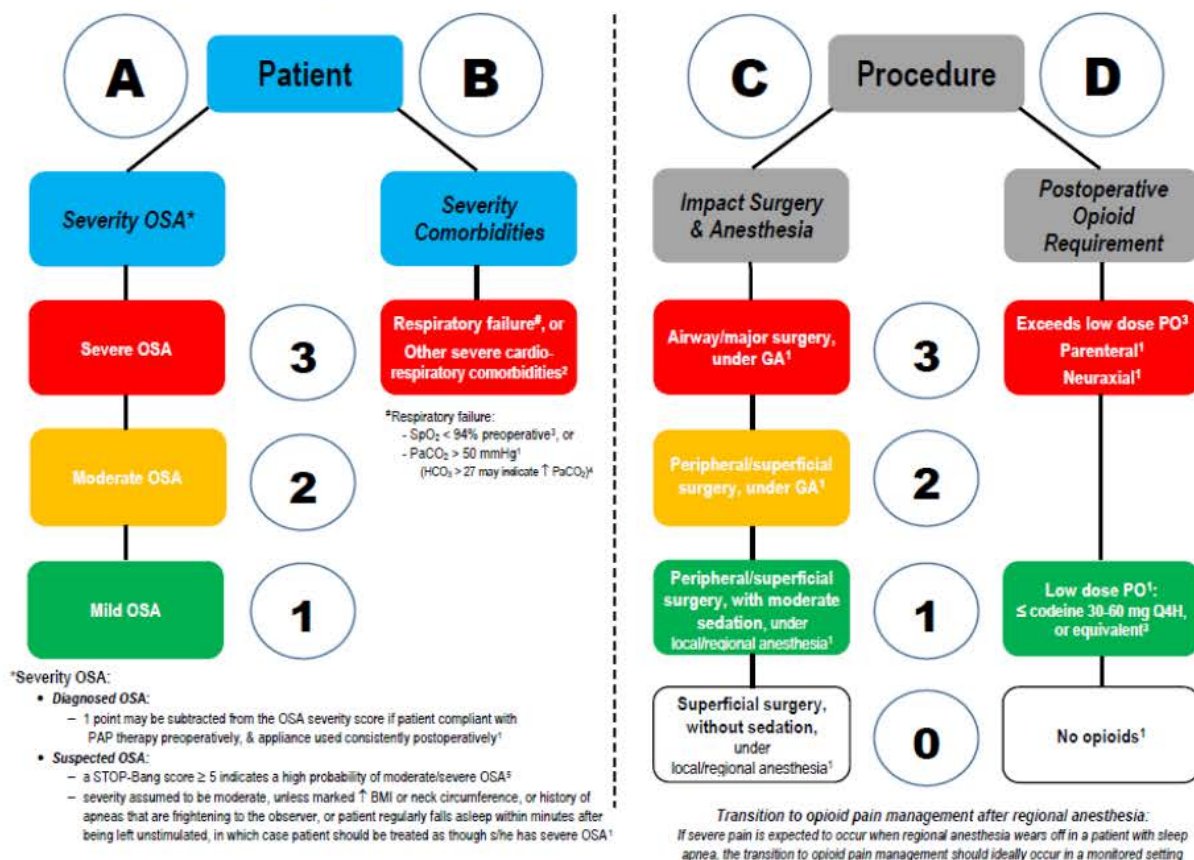 A
Patient
B
C
Procedure
D
Severity OSA*
Severity
Comorbidities
Impact Surgery
& Anesthesia
Postoperative
Opioid
Requirement
Severe OSA
3
Respiratory failure#, or
Other severe cardio-
respiratory comorbidities²
Airway/major surgery,
under GA¹
3
Exceeds low dose PO³
Parenteral¹
Neuraxial¹
#Respiratory failure:
- SpO₂ < 94% preoperative³, or
- PaCO₂ > 50 mmHg¹
(HCO₃ > 27 may indicate ↑ PaCO₂)⁴
Moderate OSA
2
Peripheral/superficial
surgery, under GA¹
2
Mild OSA
1
Peripheral/superficial
surgery, with moderate
sedation, under
local/regional anesthesia¹
1
Low dose PO¹:
≤ codeine 30-60 mg Q4H,
or equivalent³
*Severity OSA:
• Diagnosed OSA:
– 1 point may be subtracted from the OSA severity score if patient compliant with
PAP therapy preoperatively, & appliance used consistently postoperatively¹
• Suspected OSA:
– a STOP-Bang score ≥ 5 indicates a high probability of moderate/severe OSA⁵
– severity assumed to be moderate, unless marked ↑ BMI or neck circumference, or history of
apneas that are frightening to the observer, or patient regularly falls asleep within minutes after
being left unstimulated, in which case patient should be treated as though s/he has severe OSA¹
Superficial surgery,
without sedation,
under
local/regional anesthesia¹
0
No opioids¹
Transition to opioid pain management after regional anesthesia:
If severe pain is expected to occur when regional anesthesia wears off in a patient with sleep
apnea, the transition to opioid pain management should ideally occur in a monitored setting